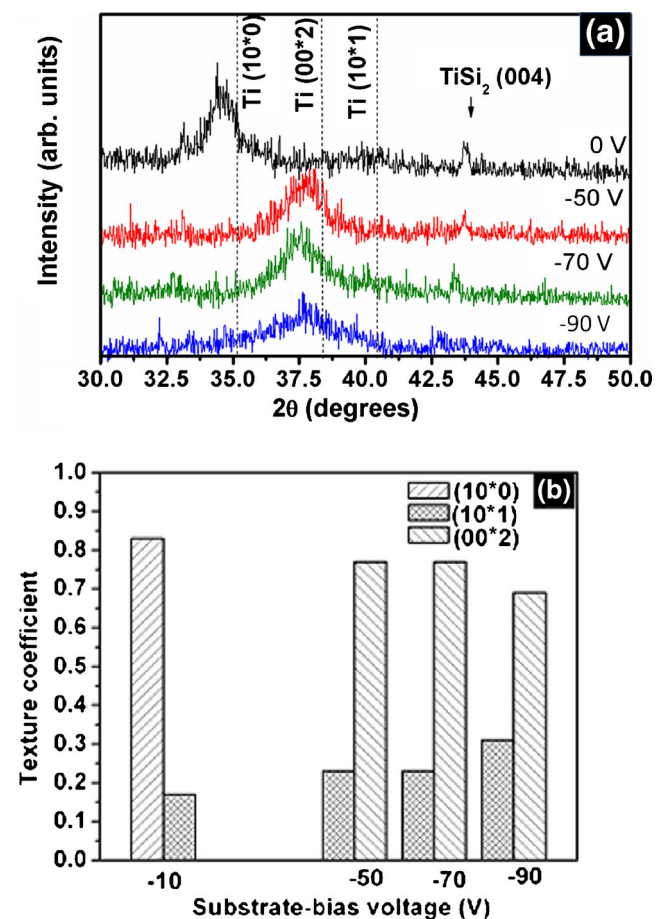 (a)
Intensity (arb. units)
Ti (10*0)
Ti (00*2)
Ti (10*1)
TiSi2 (004)
0 V
-50 V
-70 V
-90 V
30.0 32.5 35.0 37.5 40.0 42.5 45.0 47.5 50.0
2θ (degrees)
(b)
(10*0)
(10*1)
(00*2)
Texture coefficient
1.0
0.9
0.8
0.7
0.6
0.5
0.4
0.3
0.2
0.1
0.0
-10 -50 -70 -90
Substrate-bias voltage (V)